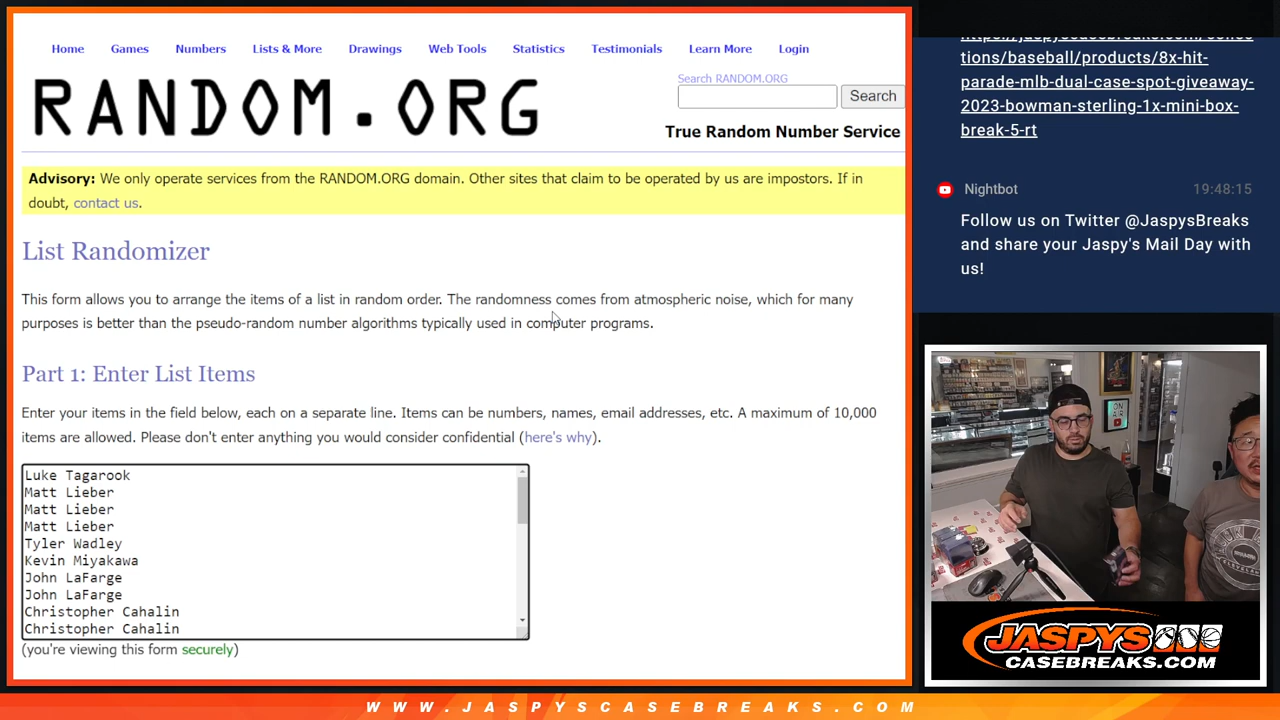 Home Games Numbers Lists & More Drawings Web Tools Statistics Testimonials Learn More Login
RANDOM.ORG
Search RANDOM.ORG
Search
True Random Number Service
Advisory: We only operate services from the RANDOM.ORG domain. Other sites that claim to be operated by us are impostors. If in
doubt, contact us.
List Randomizer
This form allows you to arrange the items of a list in random order. The randomness comes from atmospheric noise, which for many
purposes is better than the pseudo-random number algorithms typically used in computer programs.
Part 1: Enter List Items
Enter your items in the field below, each on a separate line. Items can be numbers, names, email addresses, etc. A maximum of 10,000
items are allowed. Please don't enter anything you would consider confidential (here's why).
Luke Tagarook
Matt Lieber
Matt Lieber
Matt Lieber
Tyler Wadley
Kevin Miyakawa
John LaFarge
John LaFarge
Christopher Cahalin
Christopher Cahalin
(you're viewing this form securely)
https://jaspyscasebreaks.com/collec
tions/baseball/products/8x-hit-
parade-mlb-dual-case-spot-giveaway-
2023-bowman-sterling-1x-mini-box-
break-5-rt
Nightbot 19:48:15
Follow us on Twitter @JaspysBreaks
and share your Jaspy's Mail Day with
us!
ON
AIR
JASPYS
CASEBREAKS.COM
WWW.JASPYSCASEBREAKS.COM